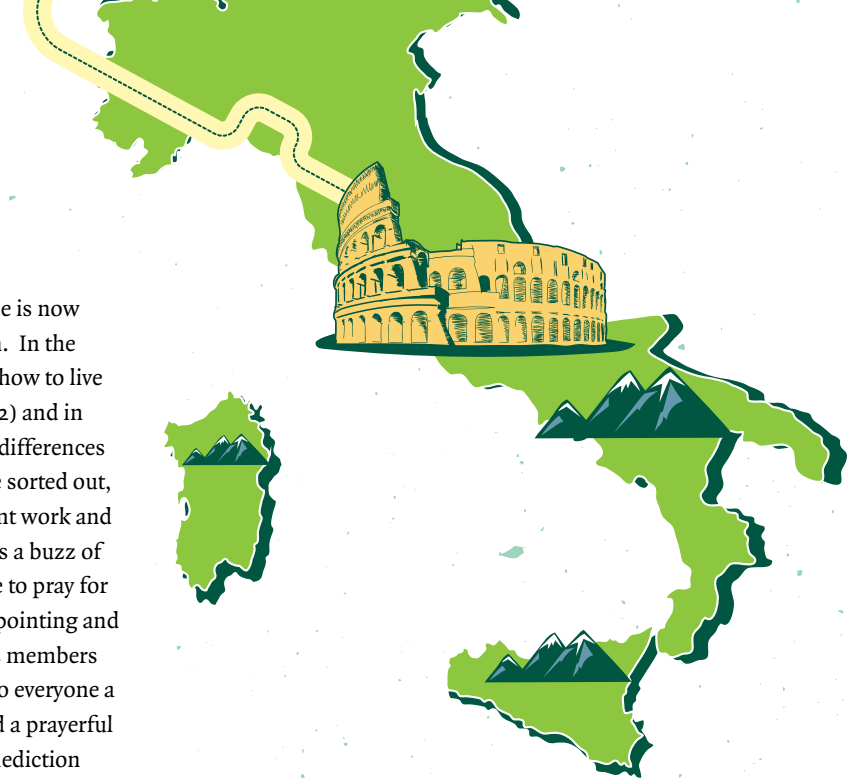 e is now
. In the
how to live
2) and in
differences
e sorted out,
nt work and
s a buzz of
e to pray for
pointing and
s members
o everyone a
d a prayerful
ediction